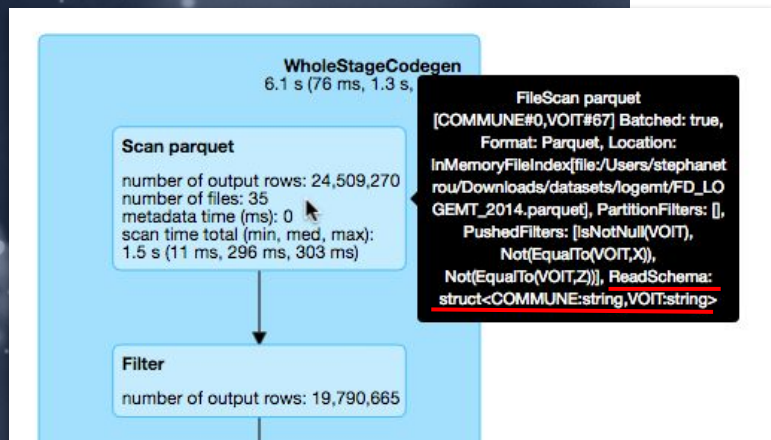 WholeStageCodegen
6.1 s (76 ms, 1.3 s,
Scan parquet
number of output rows: 24,509,270
number of files: 35
metadata time (ms): 0
scan time total (min, med, max):
1.5 s (11 ms, 296 ms, 303 ms)
Filter
number of output rows: 19,790,665
FileScan parquet
[COMMUNE#0,VOIT#67] Batched: true,
Format: Parquet, Location:
InMemoryFileIndex[file:/Users/stephanet
rou/Downloads/datasets/logemt/FD_LO
GEMT_2014.parquet], PartitionFilters: [],
PushedFilters: [IsNotNull(VOIT),
Not(EqualTo(VOIT,X)),
Not(EqualTo(VOIT,Z))], ReadSchema:
struct<COMMUNE:string,VOIT:string>